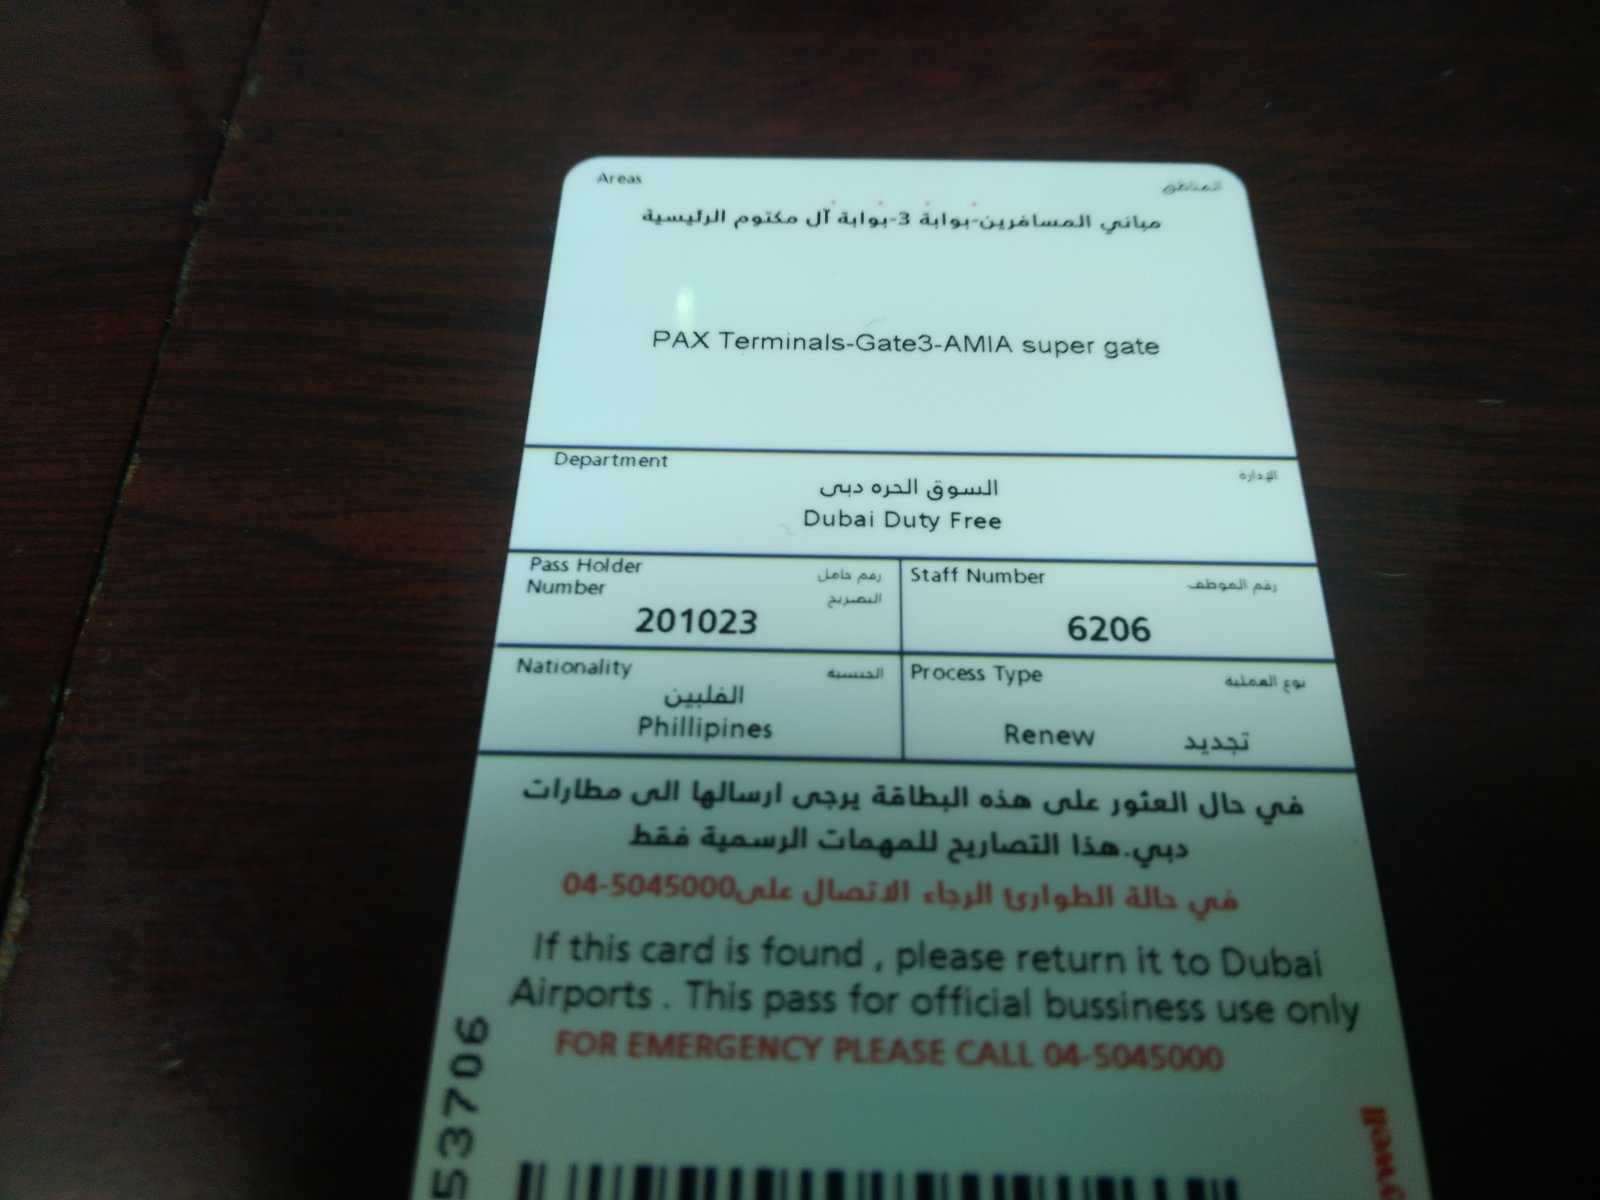 Areas المناطق
مباني المسافرين-بوابة 3-بوابة آل مكتوم الرئيسية
PAX Terminals-Gate3-AMIA super gate
Department الإدارة
السوق الحره دبى
Dubai Duty Free
Pass Holder رقم حامل
Number التصريح
201023
Staff Number رقم الموظف
6206
Nationality الجنسية
الفلبين
Phillipines
Process Type نوع العملية
Renew تجديد
في حال العثور على هذه البطاقة يرجى ارسالها الى مطارات
دبي.هذا التصاريح للمهمات الرسمية فقط
في حالة الطوارئ الرجاء الاتصال على04-5045000
If this card is found , please return it to Dubai
Airports . This pass for official bussiness use only
FOR EMERGENCY PLEASE CALL 04-5045000
53706